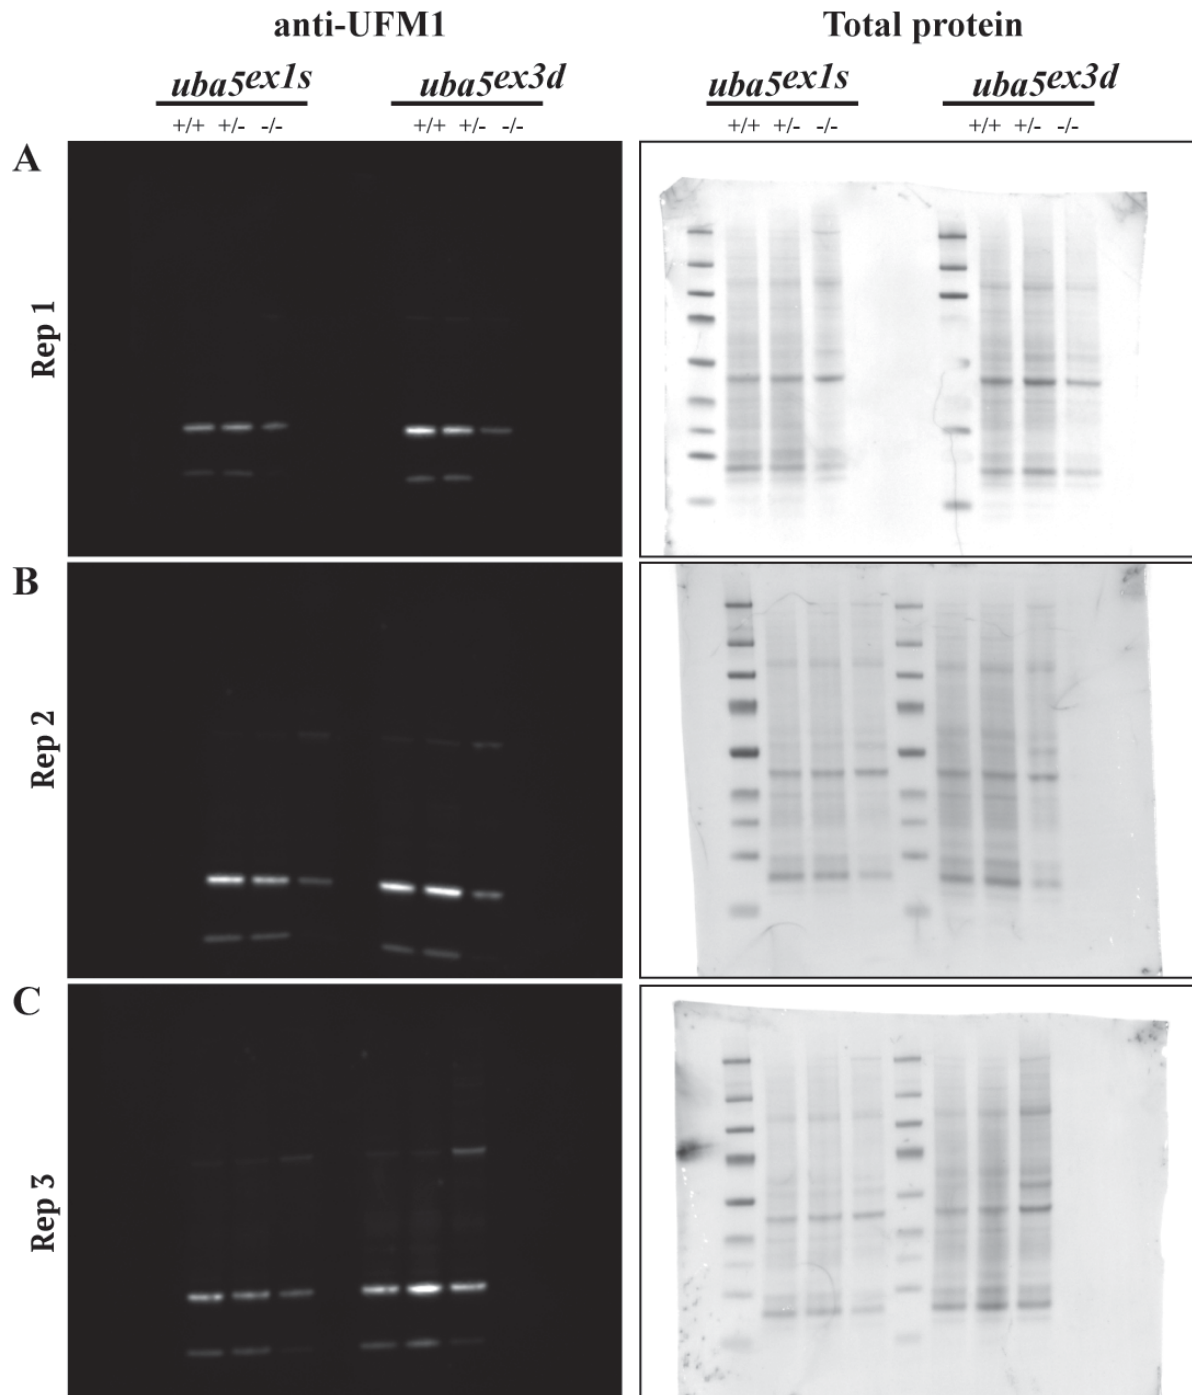 anti-UFM1 Total protein
uba5ex1s uba5ex3d uba5ex1s uba5ex3d
+/+ +/- -/- +/+ +/- -/- +/+ +/- -/- +/+ +/- -/-
A
Rep 1
B
Rep 2
C
Rep 3